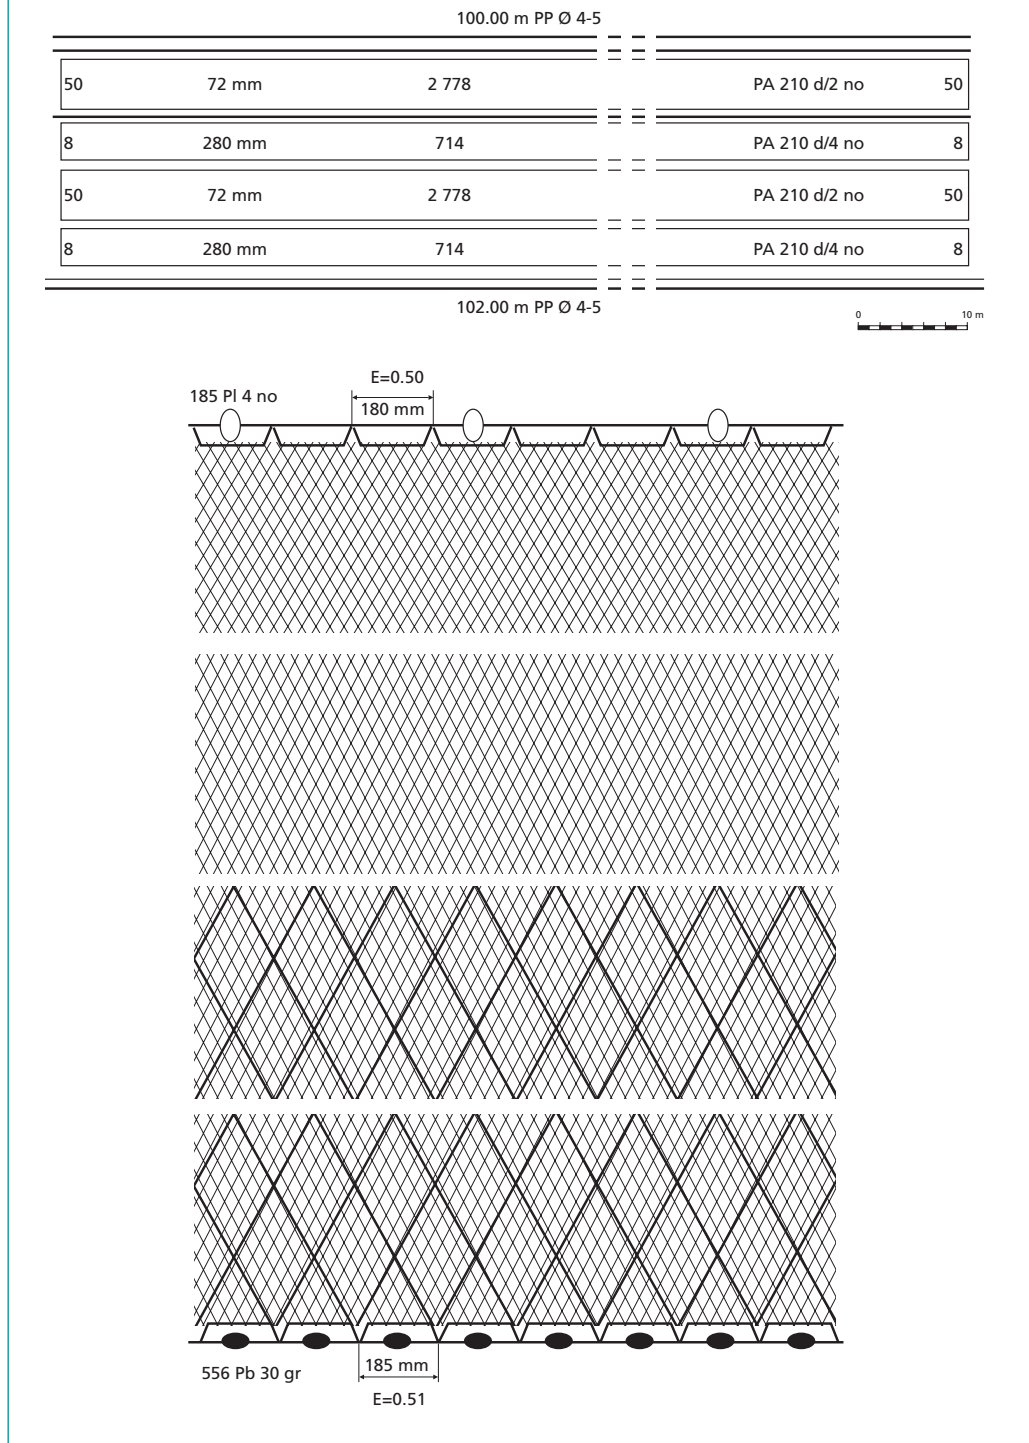 100.00 m PP Ø 4-5
50 72 mm 2 778 PA 210 d/2 no 50
8 280 mm 714 PA 210 d/4 no 8
50 72 mm 2 778 PA 210 d/2 no 50
8 280 mm 714 PA 210 d/4 no 8
102.00 m PP Ø 4-5
0 10 m
E=0.50
185 Pl 4 no
180 mm
185 mm
556 Pb 30 gr
E=0.51